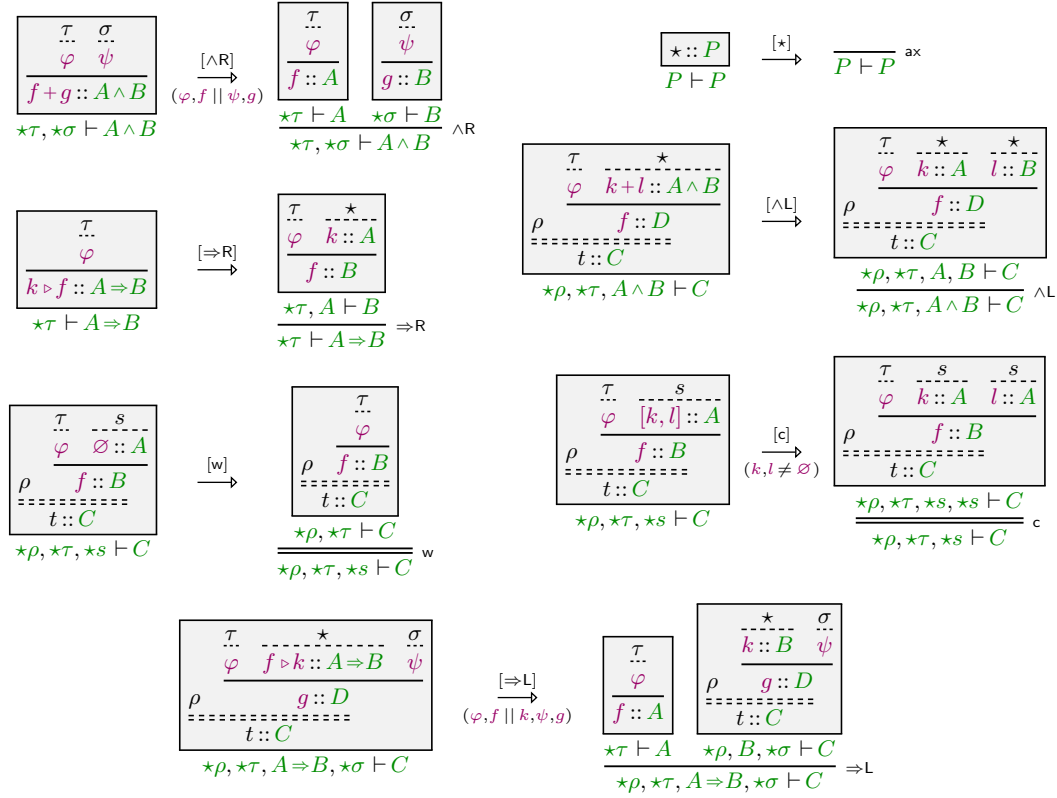 τ σ
φ ψ
f + g :: A ∧ B
⋆τ, ⋆σ ⊢ A ∧ B
[∧R]
(φ,f || ψ,g)
τ
φ
f :: A
⋆τ ⊢ A
σ
ψ
g :: B
⋆σ ⊢ B
⋆τ, ⋆σ ⊢ A ∧ B
∧R
⋆ :: P
P ⊢ P
[⋆]
P ⊢ P
ax
τ
φ
k ▹ f :: A ⇒ B
⋆τ ⊢ A ⇒ B
[⇒R]
τ ⋆
φ k :: A
f :: B
⋆τ, A ⊢ B
⋆τ ⊢ A ⇒ B
⇒R
τ ⋆
φ k + l :: A ∧ B
ρ f :: D
t :: C
⋆ρ, ⋆τ, A ∧ B ⊢ C
[∧L]
τ ⋆ ⋆
φ k :: A l :: B
ρ f :: D
t :: C
⋆ρ, ⋆τ, A, B ⊢ C
⋆ρ, ⋆τ, A ∧ B ⊢ C
∧L
τ s
φ ∅ :: A
ρ f :: B
t :: C
⋆ρ, ⋆τ, ⋆s ⊢ C
[w]
τ
φ
ρ f :: B
t :: C
⋆ρ, ⋆τ ⊢ C
⋆ρ, ⋆τ, ⋆s ⊢ C
w
τ s
φ [k, l] :: A
ρ f :: B
t :: C
⋆ρ, ⋆τ, ⋆s ⊢ C
[c]
(k,l ≠ ∅)
τ s s
φ k :: A l :: A
ρ f :: B
t :: C
⋆ρ, ⋆τ, ⋆s, ⋆s ⊢ C
⋆ρ, ⋆τ, ⋆s ⊢ C
c
τ ⋆ σ
φ f ▹ k :: A ⇒ B ψ
ρ g :: D
t :: C
⋆ρ, ⋆τ, A ⇒ B, ⋆σ ⊢ C
[⇒L]
(φ,f || k,ψ,g)
τ
φ
f :: A
⋆τ ⊢ A
⋆ σ
k :: B ψ
ρ g :: D
t :: C
⋆ρ, B, ⋆σ ⊢ C
⋆ρ, ⋆τ, A ⇒ B, ⋆σ ⊢ C
⇒L